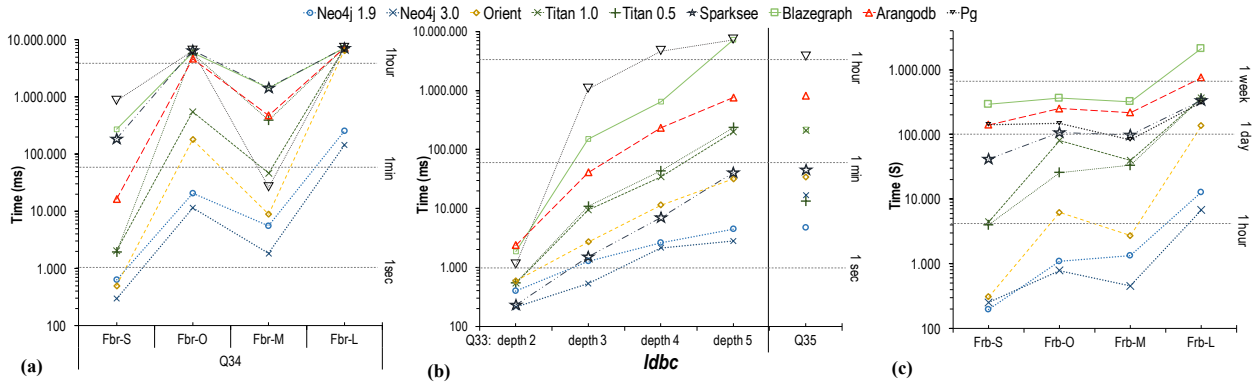 Neo4j 1.9 Neo4j 3.0 Orient Titan 1.0 Titan 0.5 Sparksee Blazegraph Arangodb Pg
Time (ms)
10.000.000
1.000.000
100.000
10.000
1.000
100
1 hour
1min
1sec
Fbr-S Fbr-O Fbr-M Fbr-L
Q34
(a)
Time (ms)
10.000.000
1.000.000
100.000
10.000
1.000
100
1 hour
1 min
1 sec
Q33: depth 2 depth 3 depth 4 depth 5 Q35
ldbc
(b)
Time (S)
1.000.000
100.000
10.000
1.000
100
1 week
1 day
1 hour
Frb-S Frb-O Frb-M Frb-L
(c)